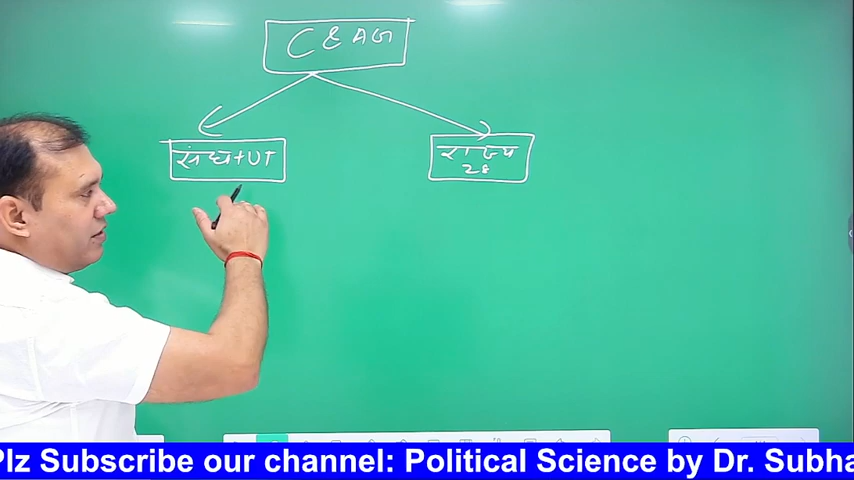 C & AG
संघ+UT
राज्य
28
Plz Subscribe our channel: Political Science by Dr. Subha